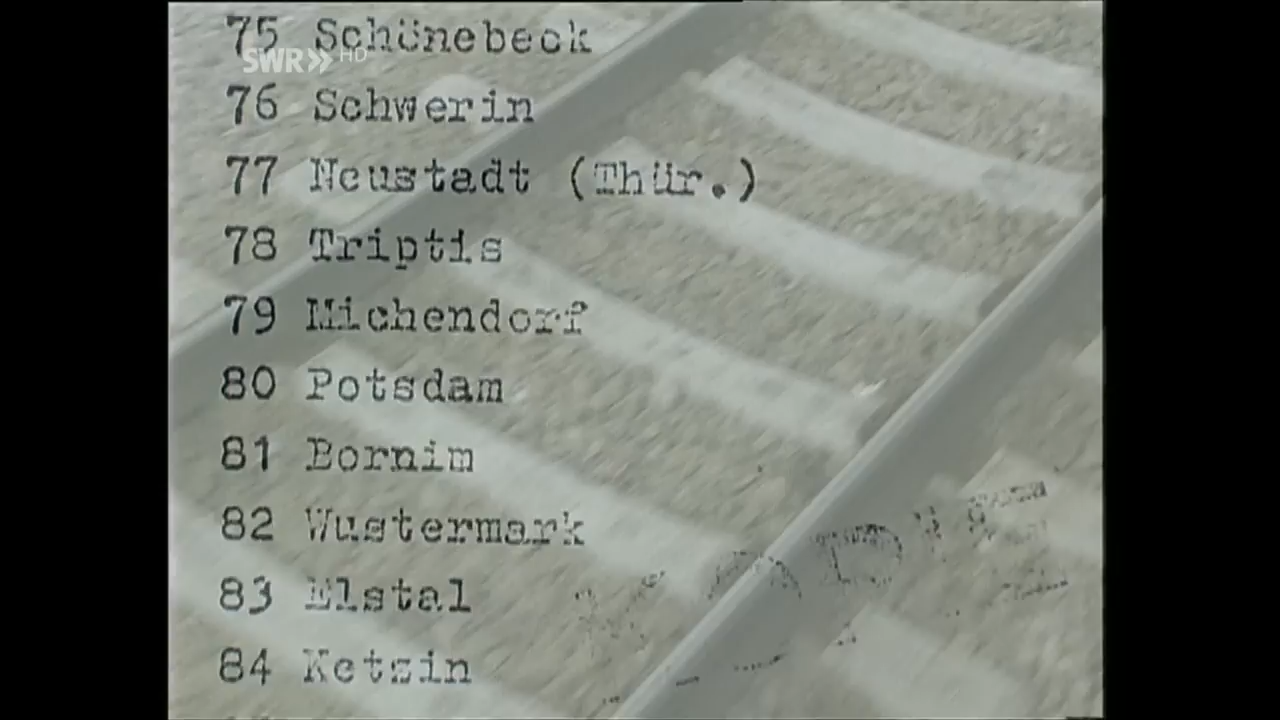 75 Schönebeck
SWR» HD
76 Schwerin
77 Neustadt (Thür.)
78 Triptis
79 Michendorf
80 Potsdam
81 Bornim
82 Wustermark
83 Elstal
84 Ketzin